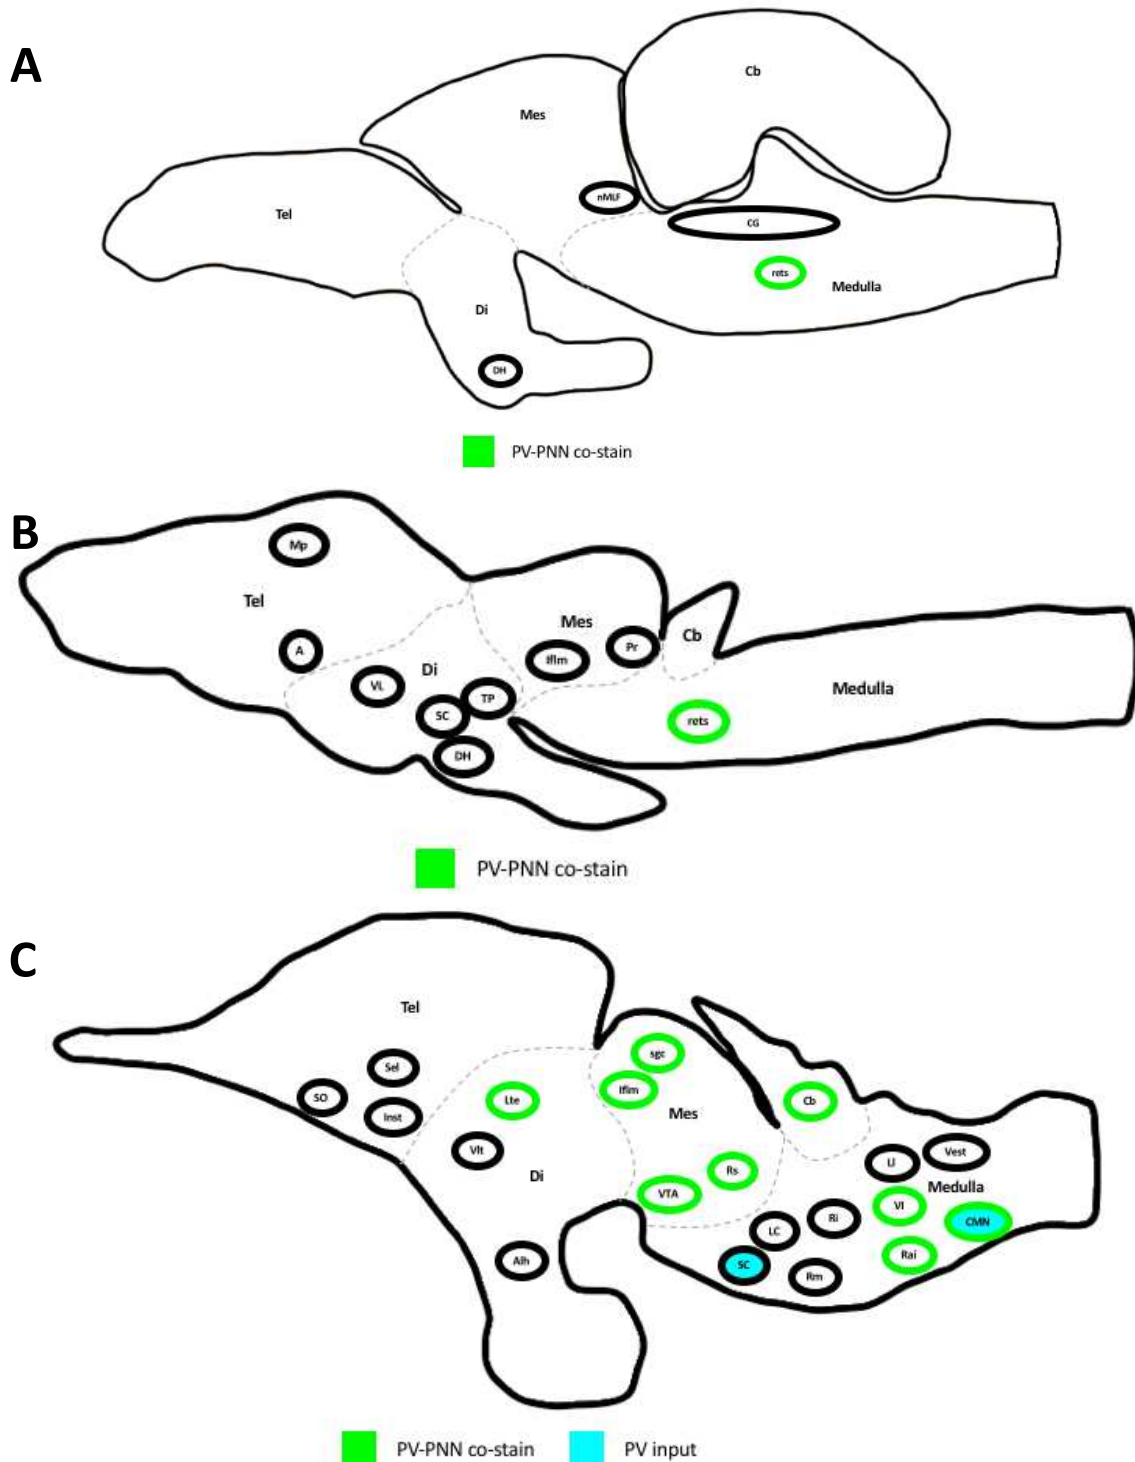 A
Cb
Mes
nMLF
Tel
CG
rets
Medulla
Di
DH
PV-PNN co-stain
B
Mp
Tel
Mes
Cb
A
Iflm
Pr
Di
VL
TP
Medulla
SC
rets
DH
PV-PNN co-stain
C
Tel
sgc
Sel
Iflm
SO
Lte
Cb
Inst
Mes
Vlt
Vest
LI
Di
Rs
Medulla
VTA
VI
Ri
CMN
LC
Rai
Alh
SC
Rm
PV-PNN co-stain PV input